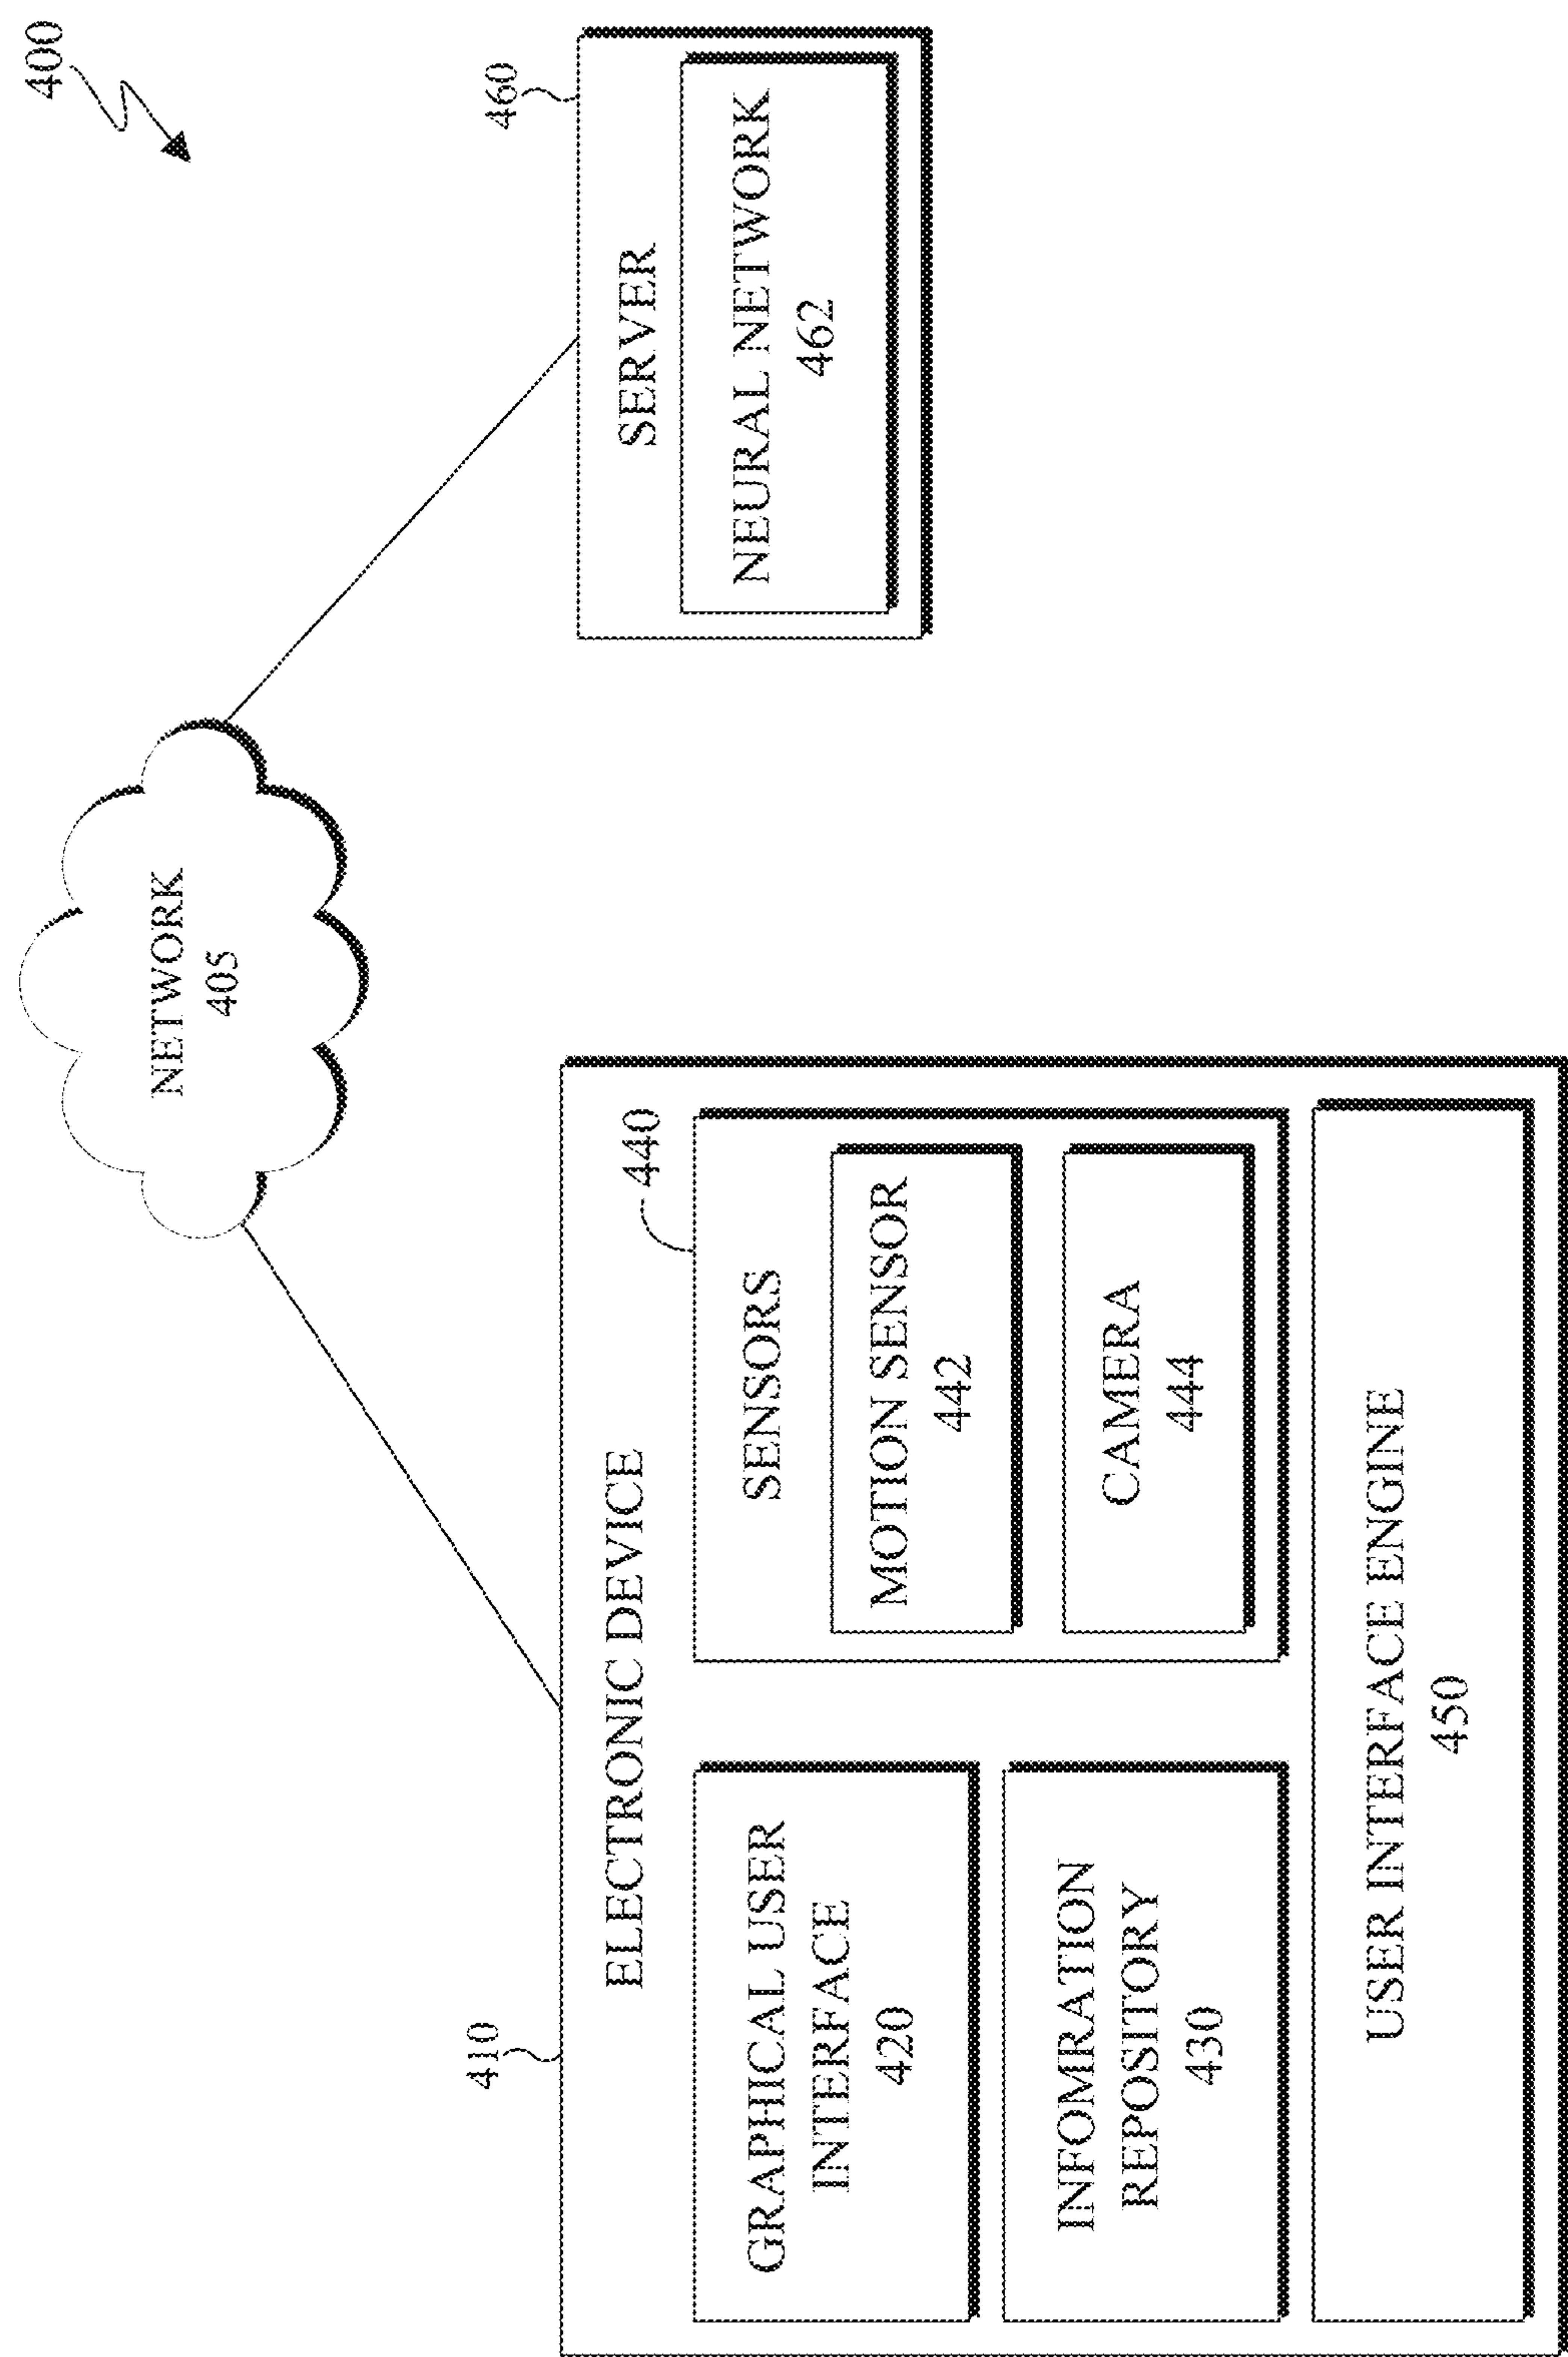 400
NETWORK
405
410
ELECTRONIC DEVICE
GRAPHICAL USER
INTERFACE
420
INFOMRATION
REPOSITORY
430
440
SENSORS
MOTION SENSOR
442
CAMERA
444
USER INTERFACE ENGINE
450
460
SERVER
NEURAL NETWORK
462